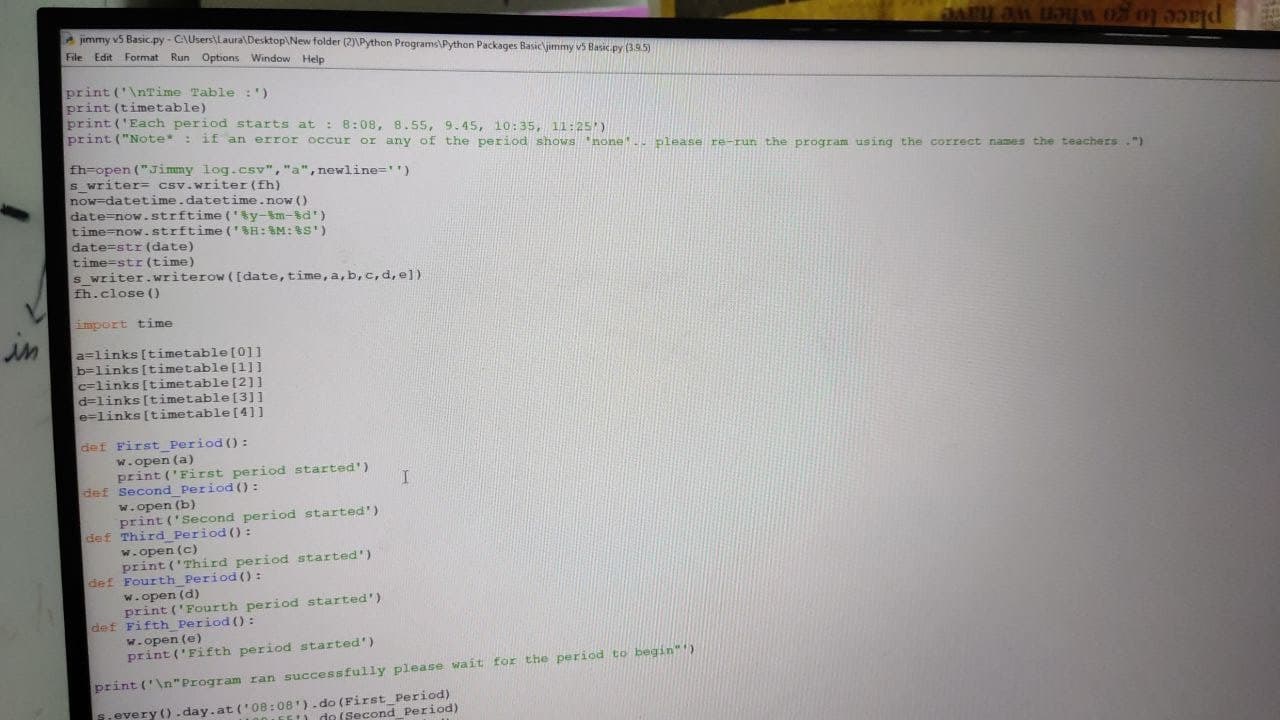 place to go when we have
jimmy v5 Basic.py - C:\Users\Laura\Desktop\New folder (2)\Python Programs\Python Packages Basic\jimmy v5 Basic.py (3.9.5)
File Edit Format Run Options Window Help
print('\nTime Table :')
print(timetable)
print('Each period starts at : 8:08, 8.55, 9.45, 10:35, 11:25')
print("Note* : if an error occur or any of the period shows 'none'.. please re-run the program using the correct names the teachers .")
fh=open("Jimmy log.csv","a",newline='')
s_writer= csv.writer(fh)
now=datetime.datetime.now()
date=now.strftime('%y-%m-%d')
time=now.strftime('%H:%M:%S')
date=str(date)
time=str(time)
s_writer.writerow([date,time,a,b,c,d,e])
fh.close()
import time
a=links[timetable[0]]
b=links[timetable[1]]
c=links[timetable[2]]
d=links[timetable[3]]
e=links[timetable[4]]
def First_Period():
    w.open(a)
    print('First period started')
def Second_Period():
    w.open(b)
    print('Second period started')
def Third_Period():
    w.open(c)
    print('Third period started')
def Fourth_Period():
    w.open(d)
    print('Fourth period started')
def Fifth_Period():
    w.open(e)
    print('Fifth period started')
print('\n"Program ran successfully please wait for the period to begin"')
s.every().day.at('08:08').do(First_Period)
do(Second_Period)
in